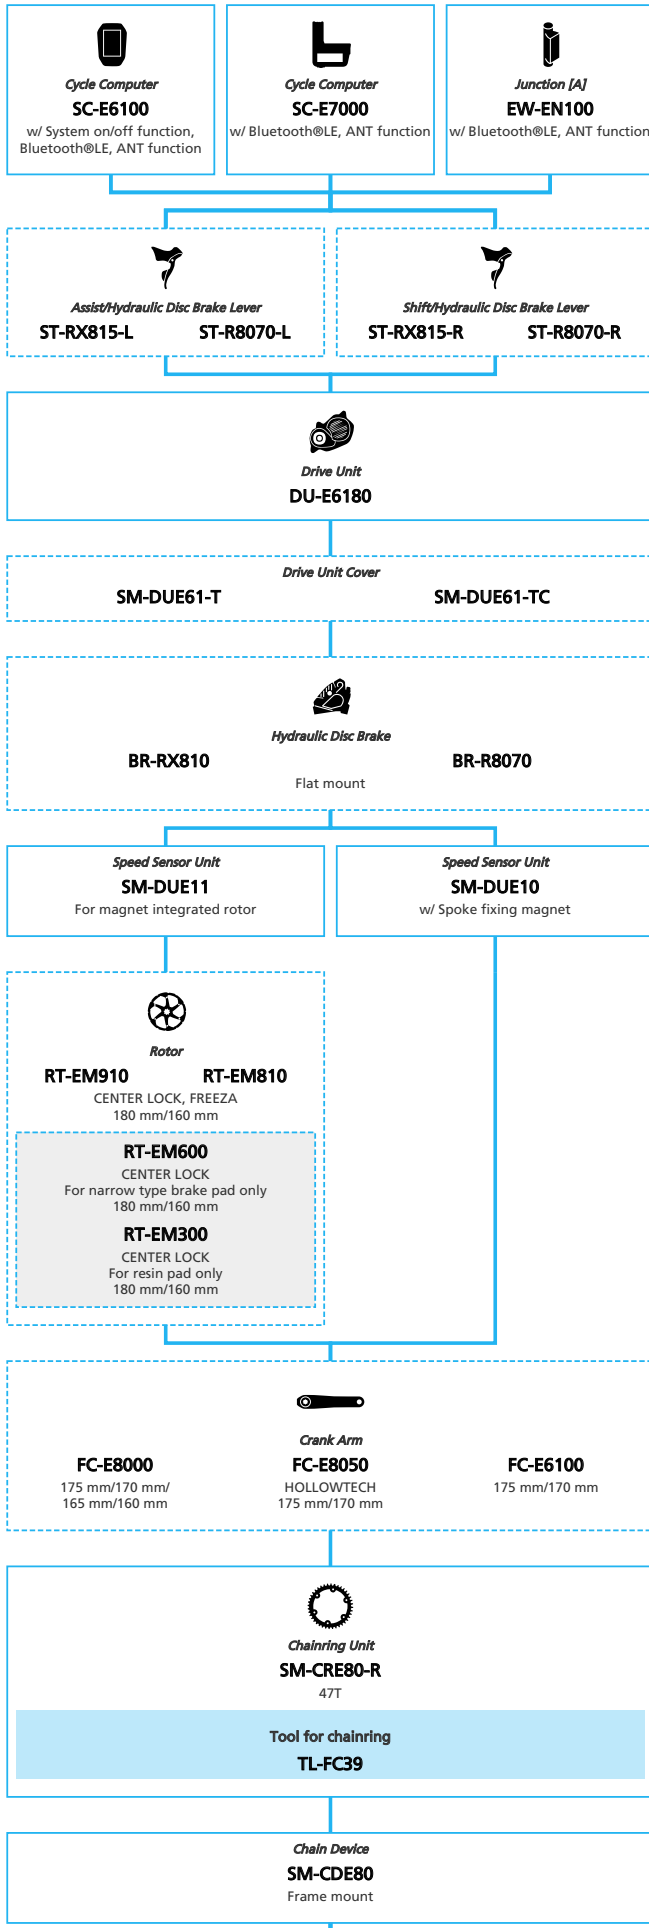 Cycle Computer
SC-E6100
w/ System on/off function,
Bluetooth®LE, ANT function
Cycle Computer
SC-E7000
w/ Bluetooth®LE, ANT function
Junction [A]
EW-EN100
w/ Bluetooth®LE, ANT function
Assist/Hydraulic Disc Brake Lever
ST-RX815-L ST-R8070-L
Shift/Hydraulic Disc Brake Lever
ST-RX815-R ST-R8070-R
Drive Unit
DU-E6180
Drive Unit Cover
SM-DUE61-T SM-DUE61-TC
Hydraulic Disc Brake
BR-RX810 BR-R8070
Flat mount
Speed Sensor Unit
SM-DUE11
For magnet integrated rotor
Speed Sensor Unit
SM-DUE10
w/ Spoke fixing magnet
Rotor
RT-EM910 RT-EM810
CENTER LOCK, FREEZA
180 mm/160 mm
RT-EM600
CENTER LOCK
For narrow type brake pad only
180 mm/160 mm
RT-EM300
CENTER LOCK
For resin pad only
180 mm/160 mm
Crank Arm
FC-E8000
175 mm/170 mm/
165 mm/160 mm
FC-E8050
HOLLOWTECH
175 mm/170 mm
FC-E6100
175 mm/170 mm
Chainring Unit
SM-CRE80-R
47T
Tool for chainring
TL-FC39
Chain Device
SM-CDE80
Frame mount